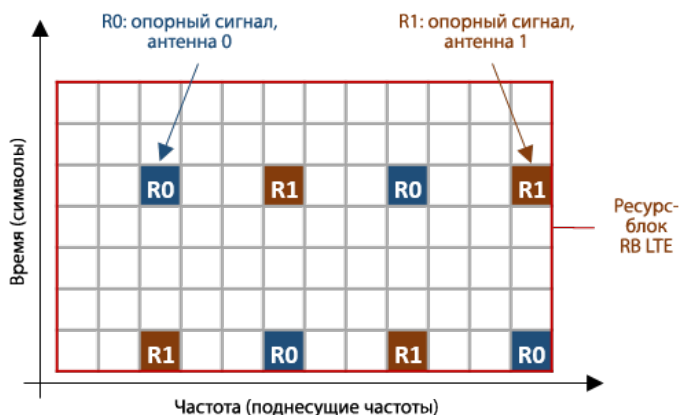 R0: опорный сигнал,
антенна 0
R1: опорный сигнал,
антенна 1
Время (символы)
R0 R1 R0 R1
Ресурс-
блок
RB LTE
R1 R0 R1 R0
Частота (поднесущие частоты)